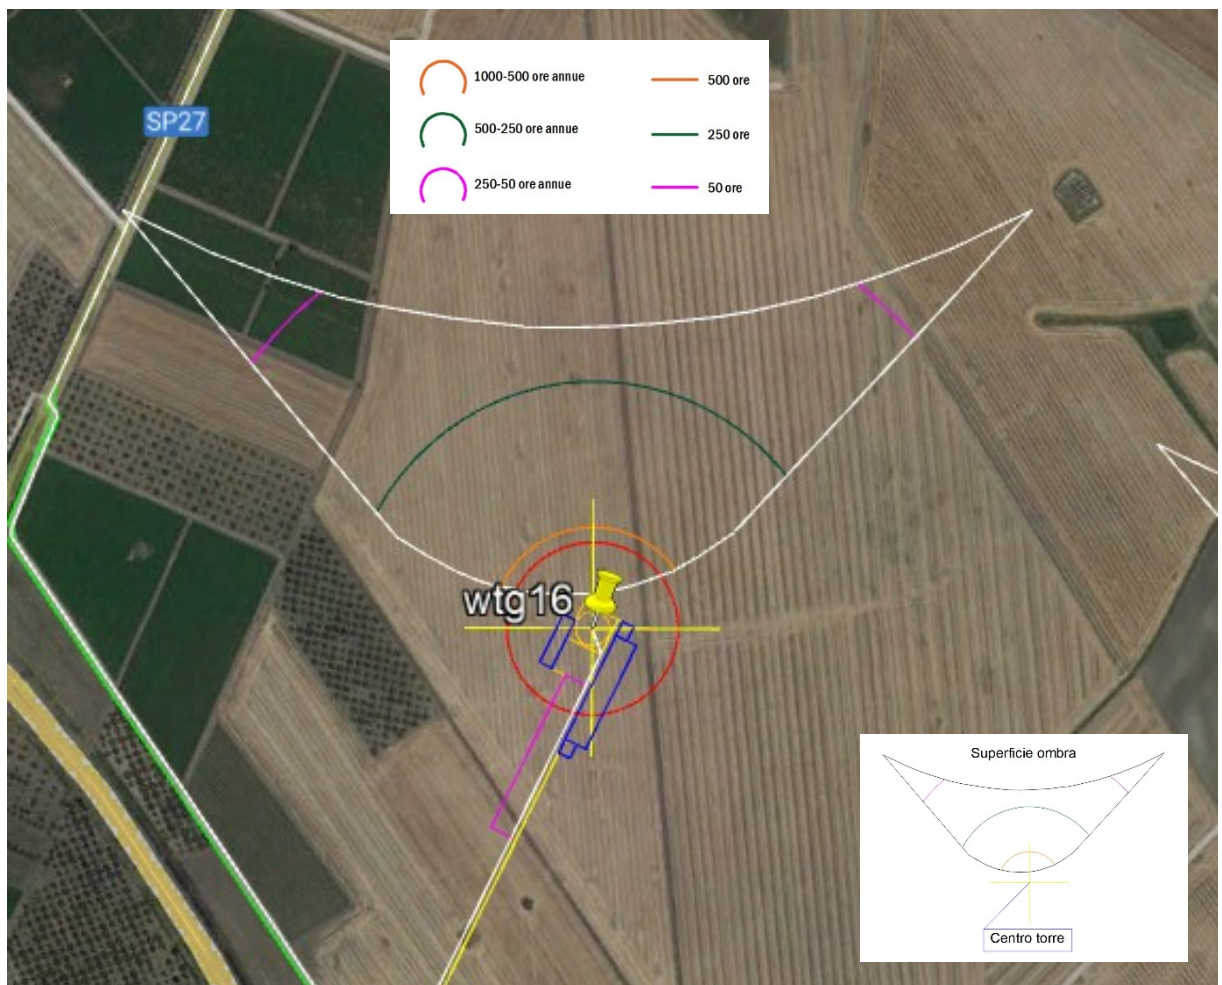 1000-500 ore annue
500 ore
SP27
500-250 ore annue
250 ore
250-50 ore annue
50 ore
wtg16
Superficie ombra
Centro torre